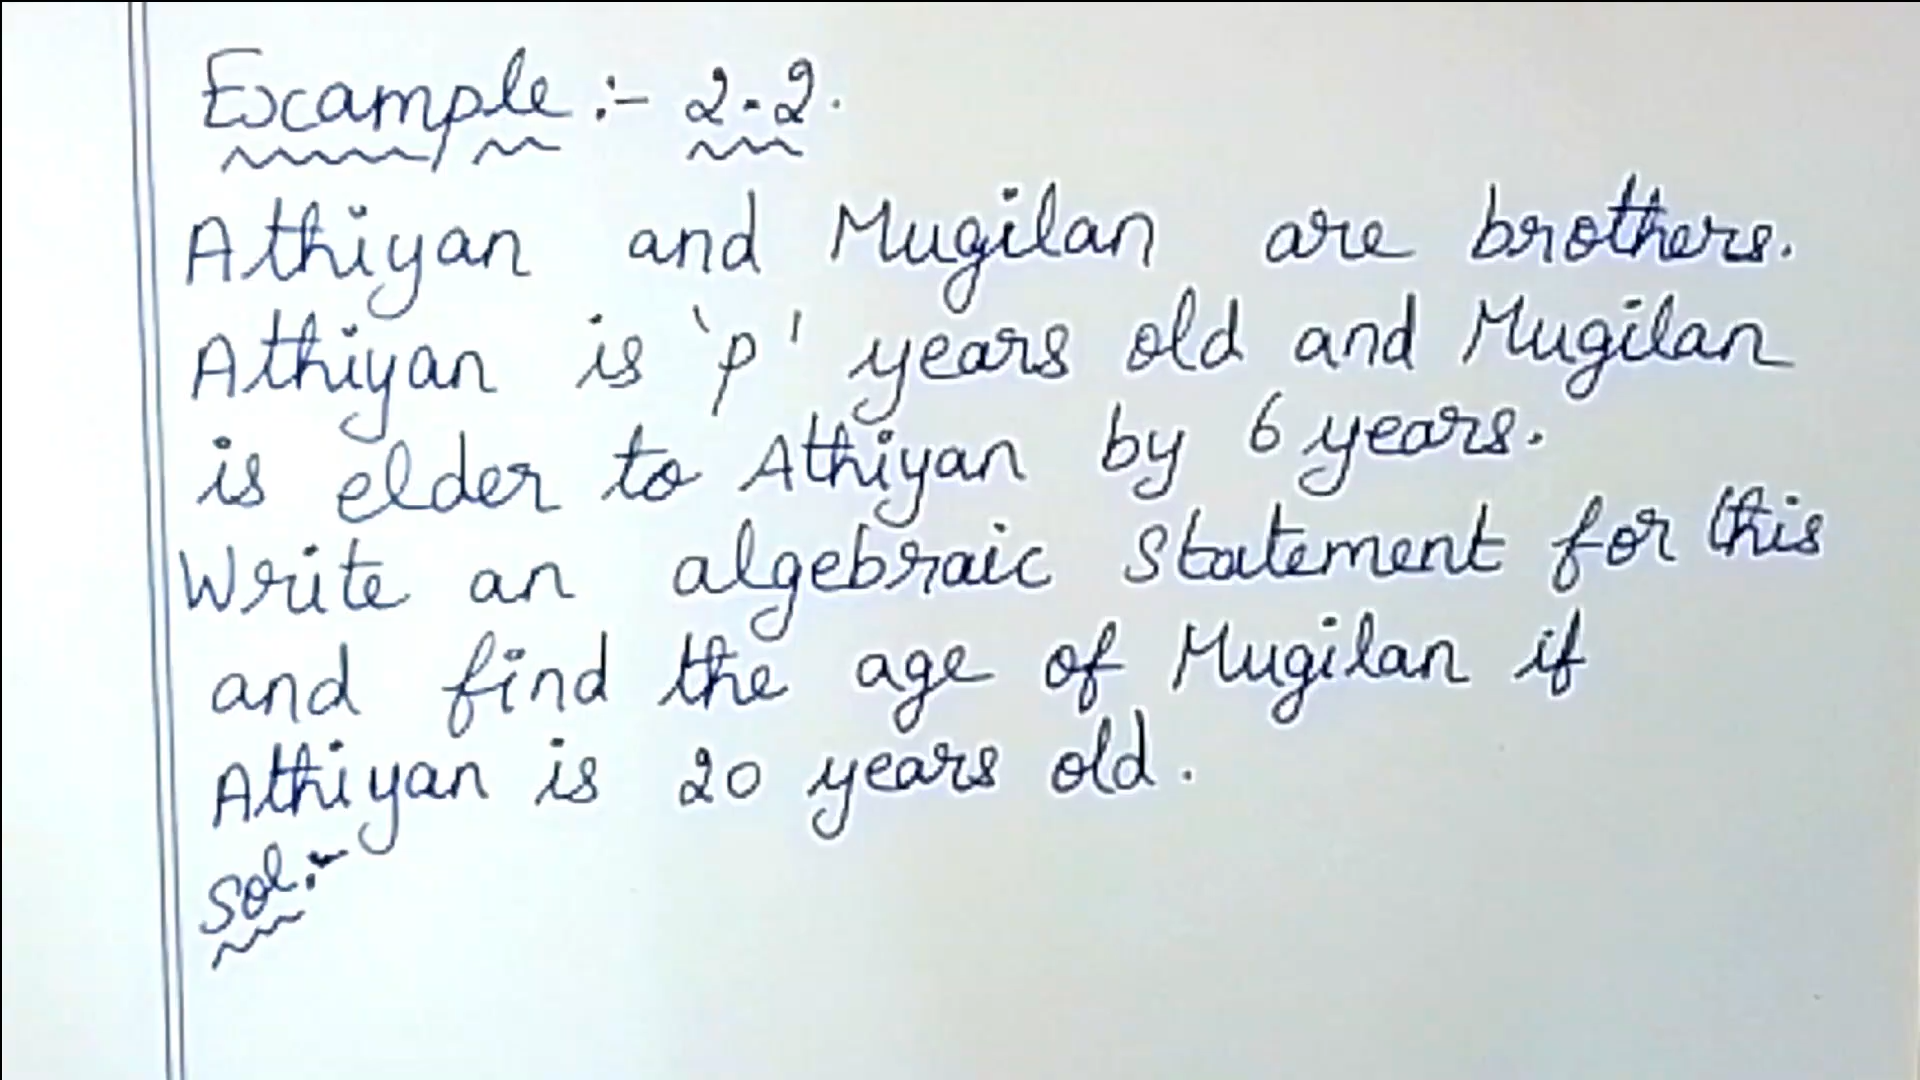 Example :- 2.2.
Athiyan and Mugilan are brothers.
Athiyan is 'p' years old and Mugilan
is elder to Athiyan by 6 years.
Write an algebraic statement for this
and find the age of Mugilan if
Athiyan is 20 years old.
Sol:-